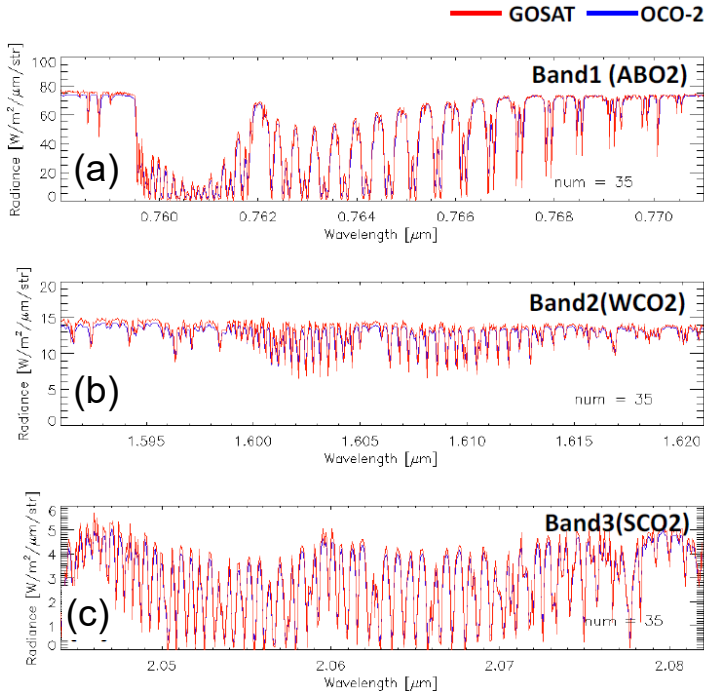 GOSAT OCO-2
Band1 (ABO2)
Radiance [W/m²/μm/str]
100
80
60
40
20
0
(a)
num = 35
0.760 0.762 0.764 0.766 0.768 0.770
Wavelength [μm]
Band2(WCO2)
Radiance [W/m²/μm/str]
20
15
10
5
0
(b)
num = 35
1.595 1.600 1.605 1.610 1.615 1.620
Wavelength [μm]
Band3(SCO2)
Radiance [W/m²/μm/str]
6
5
4
3
2
1
0
(c)
num = 35
2.05 2.06 2.07 2.08
Wavelength [μm]